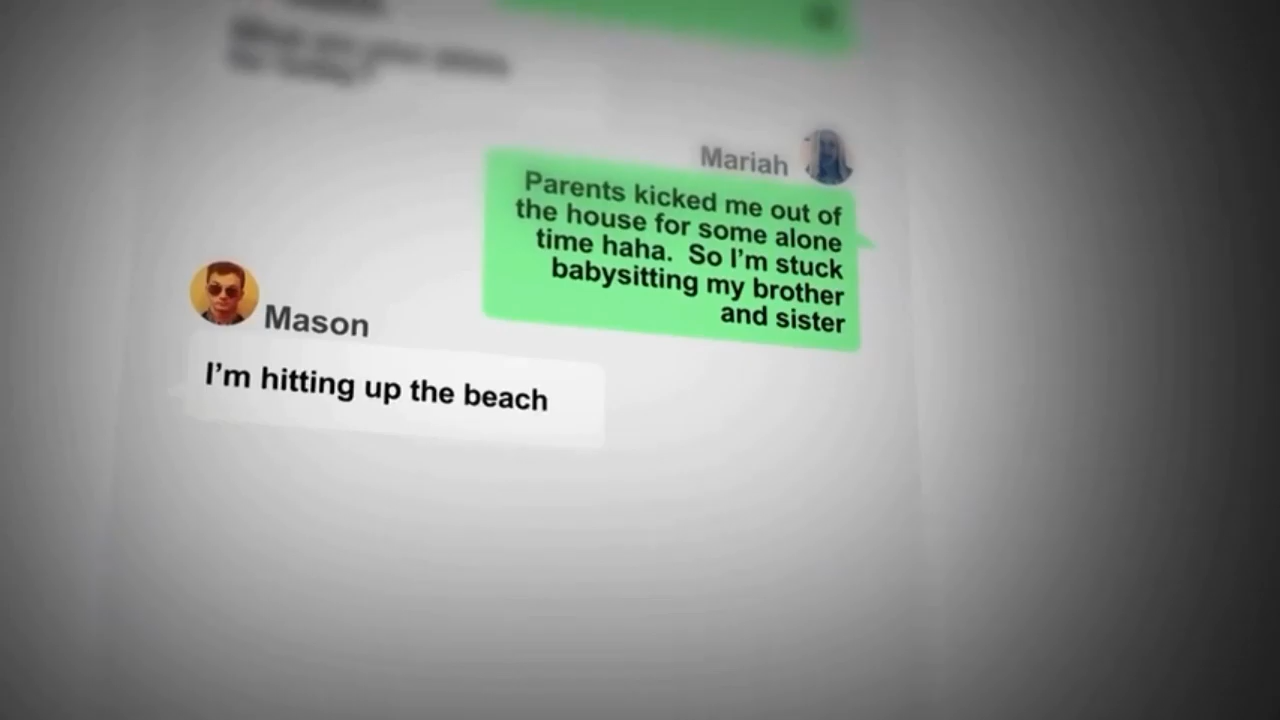 Mariah
Parents kicked me out of
the house for some alone
time haha.  So I'm stuck
babysitting my brother
and sister
Mason
I'm hitting up the beach